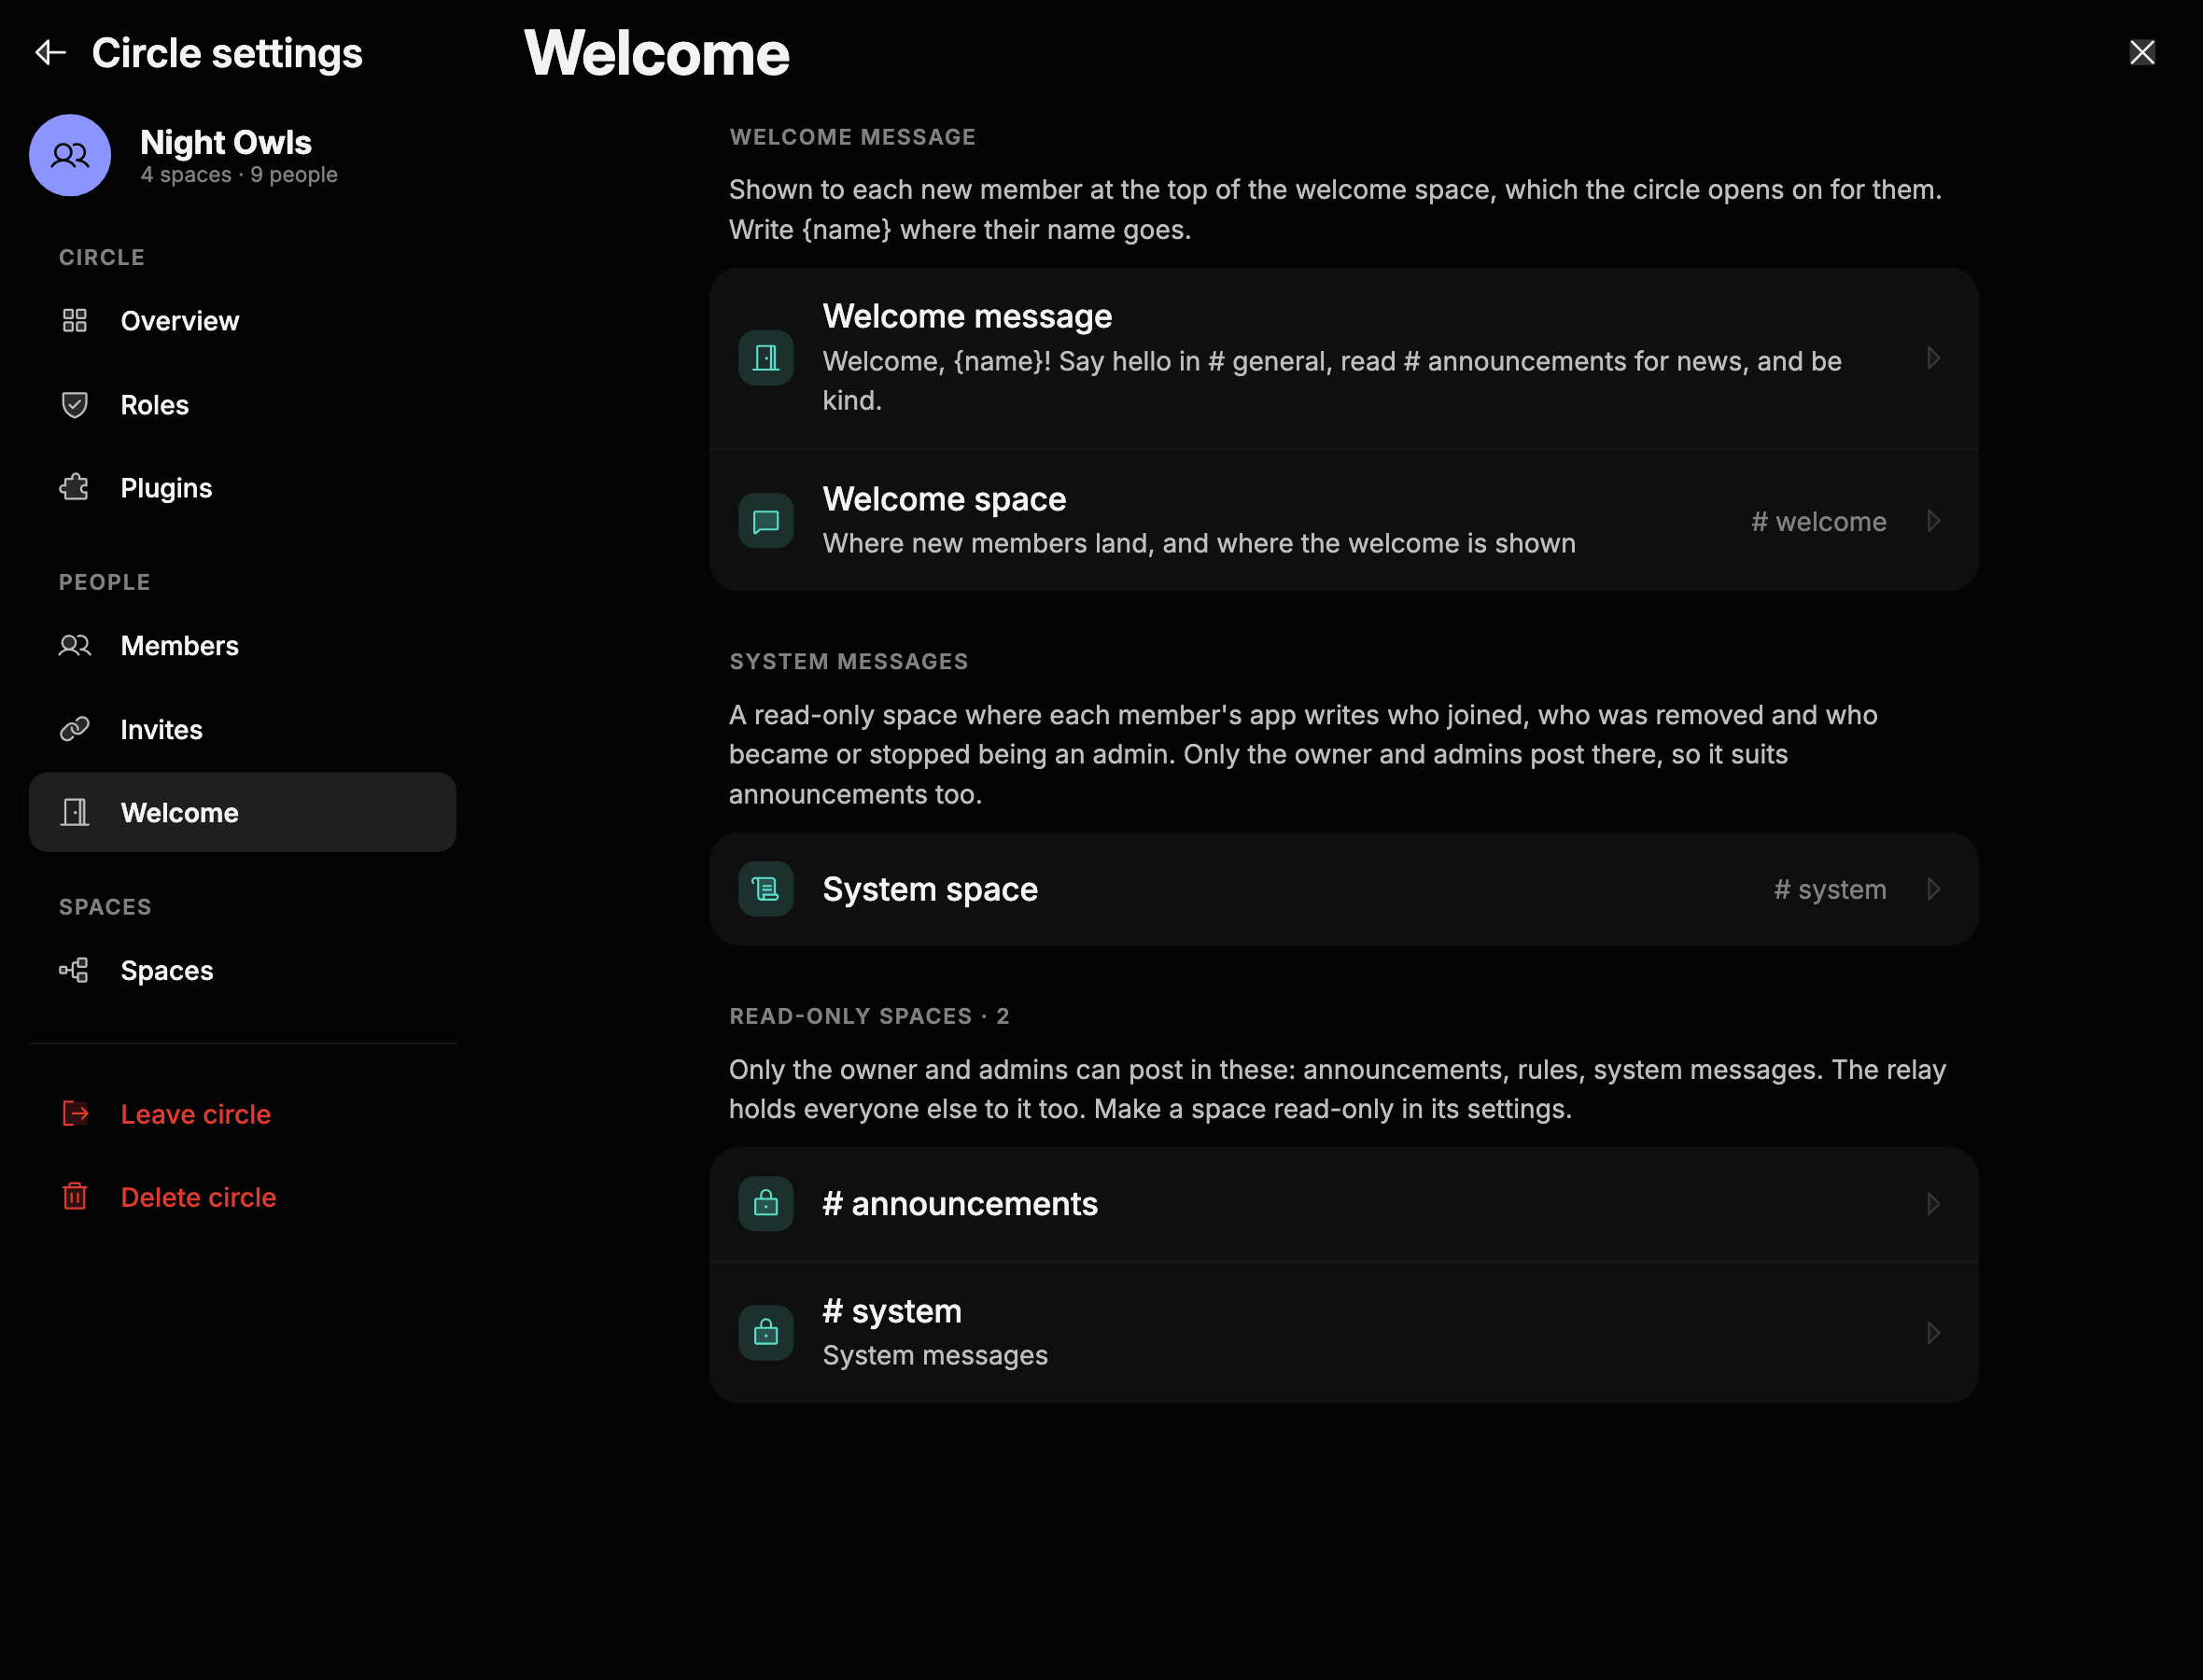 Circle settings
Night Owls
4 spaces · 9 people
CIRCLE
Overview
Roles
Plugins
PEOPLE
Members
Invites
Welcome
SPACES
Spaces
Leave circle
Delete circle
Welcome
WELCOME MESSAGE
Shown to each new member at the top of the welcome space, which the circle opens on for them.
Write {name} where their name goes.
Welcome message
Welcome, {name}! Say hello in # general, read # announcements for news, and be
kind.
Welcome space
Where new members land, and where the welcome is shown
# welcome
SYSTEM MESSAGES
A read-only space where each member's app writes who joined, who was removed and who
became or stopped being an admin. Only the owner and admins post there, so it suits
announcements too.
System space
# system
READ-ONLY SPACES · 2
Only the owner and admins can post in these: announcements, rules, system messages. The relay
holds everyone else to it too. Make a space read-only in its settings.
# announcements
# system
System messages